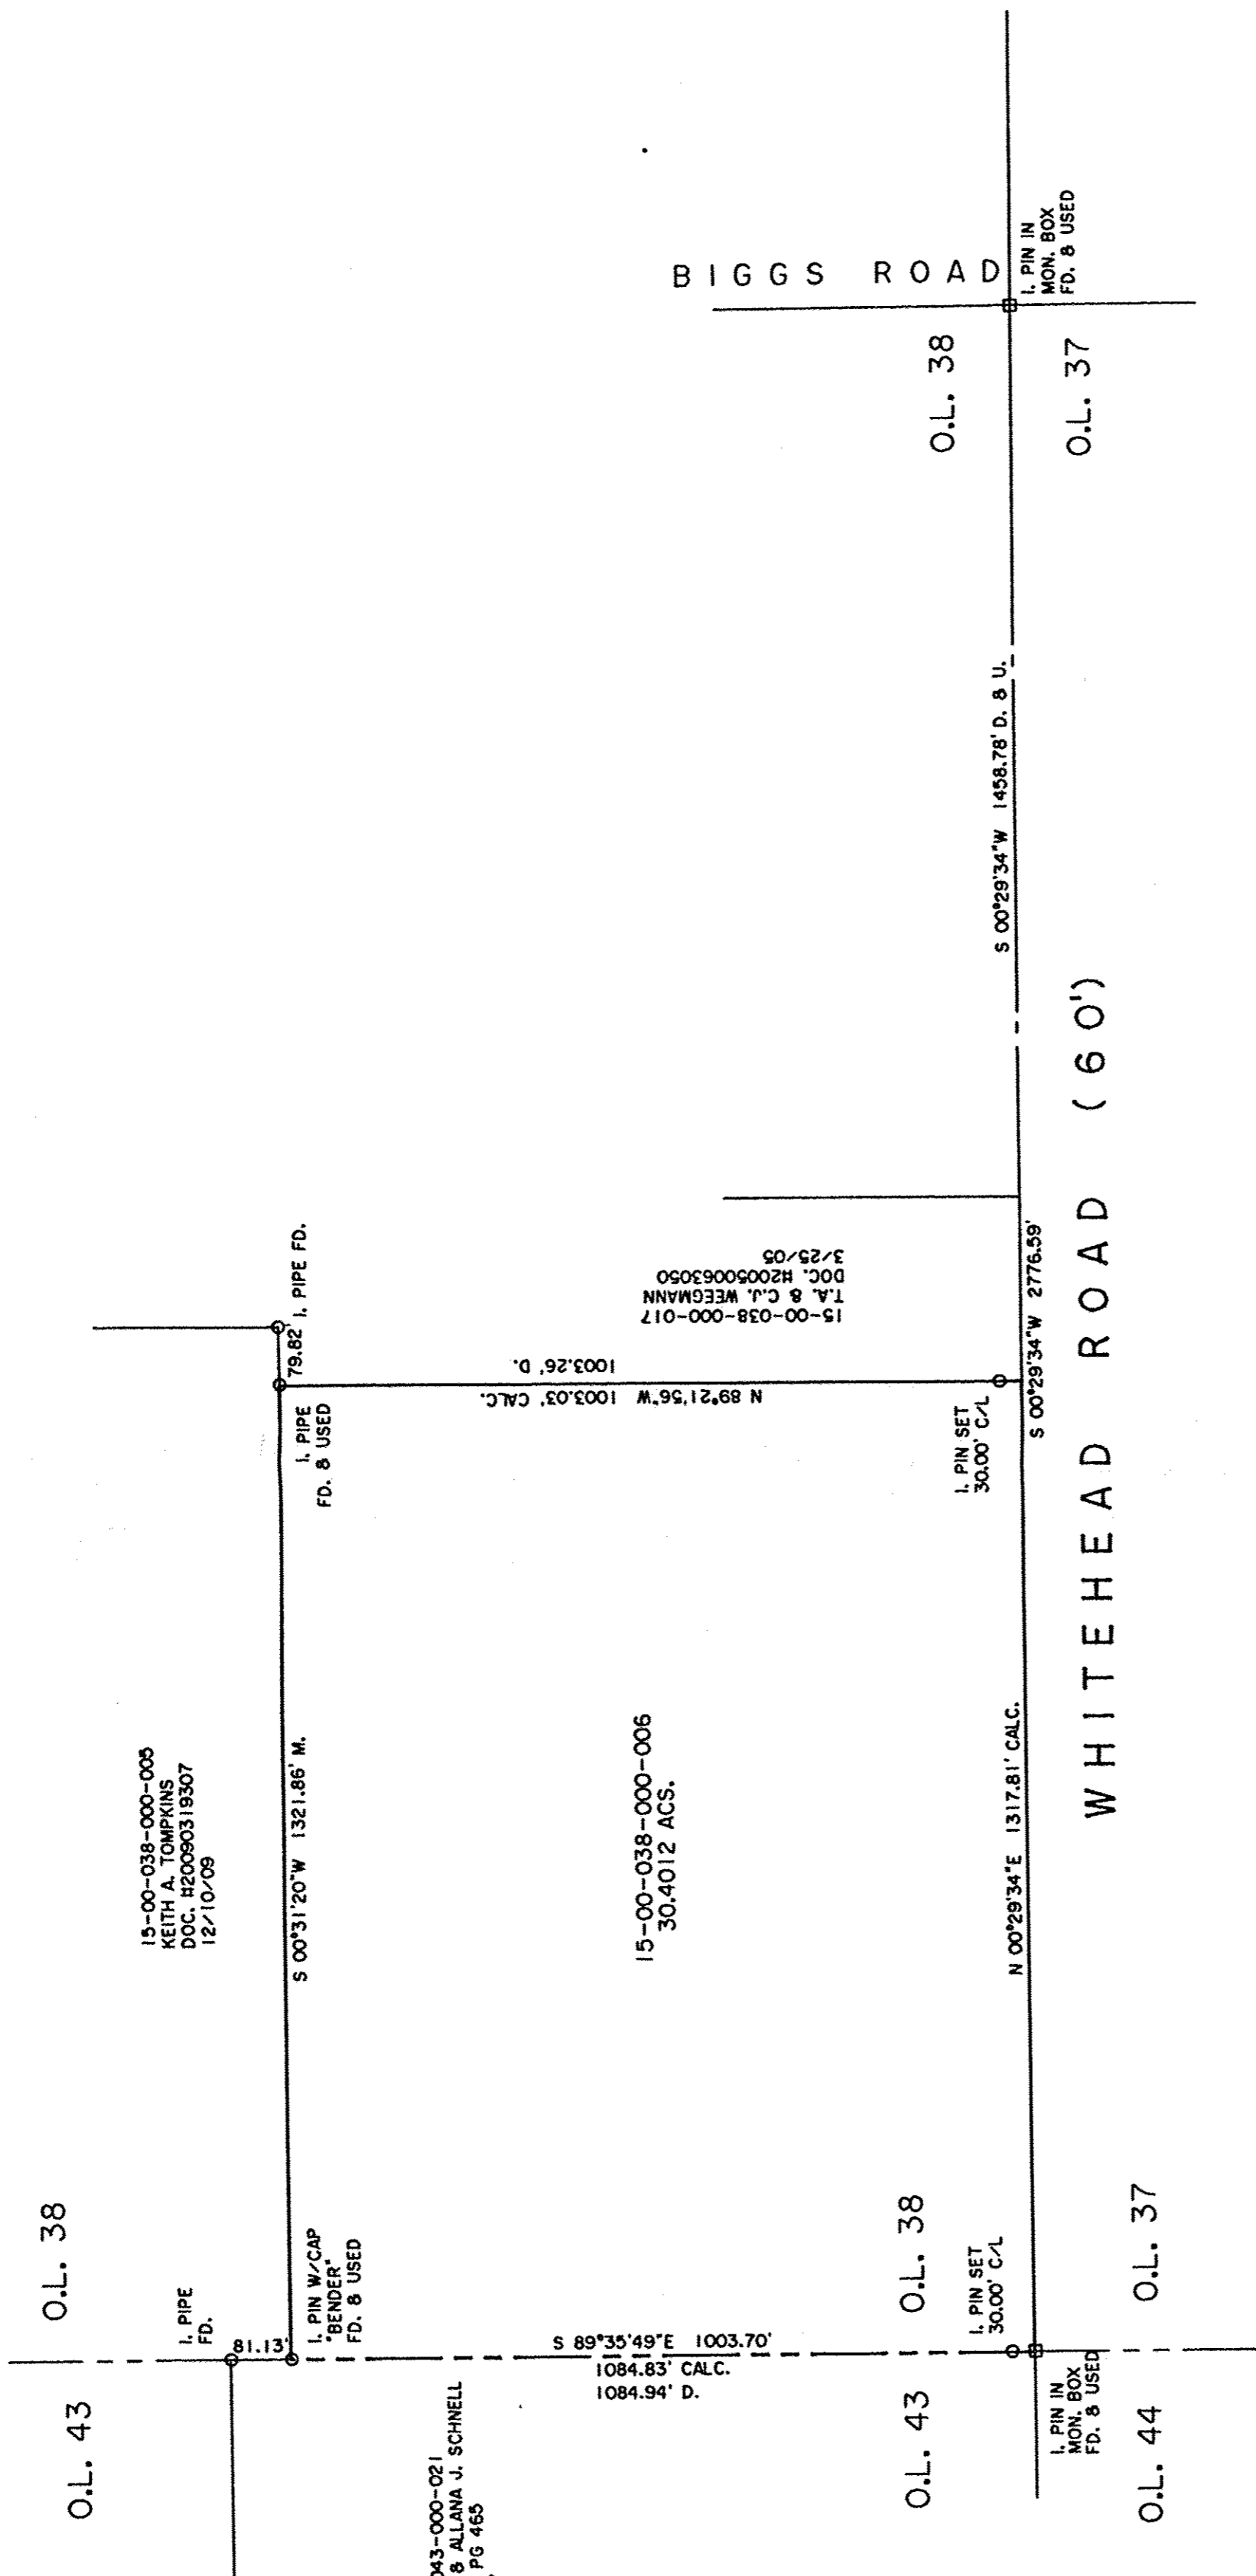 BIGGS ROAD
I. PIN IN
MON. BOX
FD. & USED
O.L. 38
O.L. 37
S 00°29'34"W 1458.78' D. & U.
WHITEHEAD ROAD (60')
S 00°29'34"W 2776.59'
15-00-038-000-017
T.A. & C.J. WEEGMANN
DOC. #20050063050
3/25/05
79.82'
I. PIPE FD.
I. PIPE
FD. & USED
1003.26' D.
N 89°21'56"W 1003.03' CALC.
I. PIN SET
30.00' C/L
15-00-038-000-005
KEITH A. TOMPKINS
DOC. #20090319307
12/10/09
S 00°31'20"W 1321.86' M.
15-00-038-000-006
30.4012 ACS.
N 00°29'34"E 1317.81' CALC.
O.L. 38
I. PIPE
FD.
81.13'
I. PIN W/CAP
"BENDER"
FD. & USED
S 89°35'49"E 1003.70'
1084.83' CALC.
1084.94' D.
O.L. 38
I. PIN SET
30.00' C/L
O.L. 37
O.L. 43
043-000-021
& ALLANA J. SCHNELL
PG 465
O.L. 43
I. PIN IN
MON. BOX
FD. & USED
O.L. 44